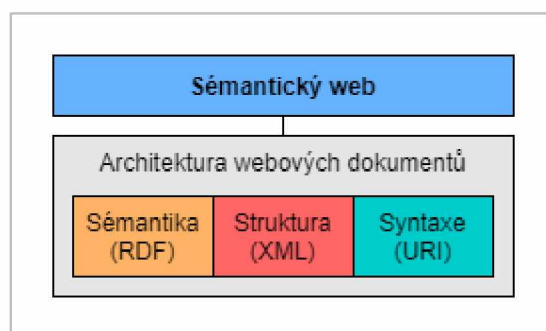 Sémantický web
Architektura webových dokumentů
Sémantika
(RDF)
Struktura
(XML)
Syntaxe
(URI)